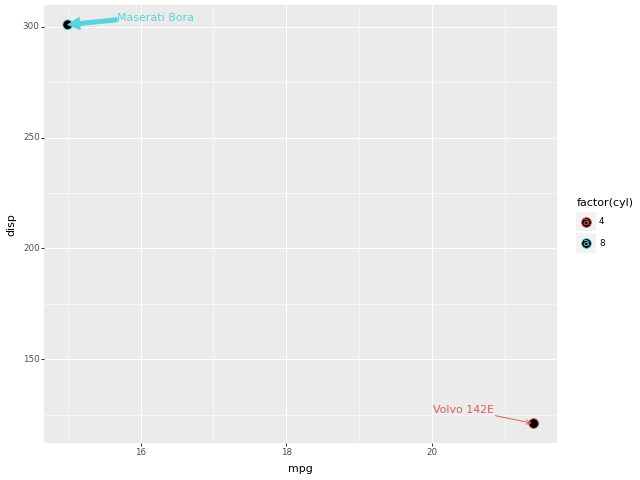 Maserati Bora
300
250
200
150
disp
Volvo 142E
16
18
20
mpg
factor(cyl)
a 4
a 8